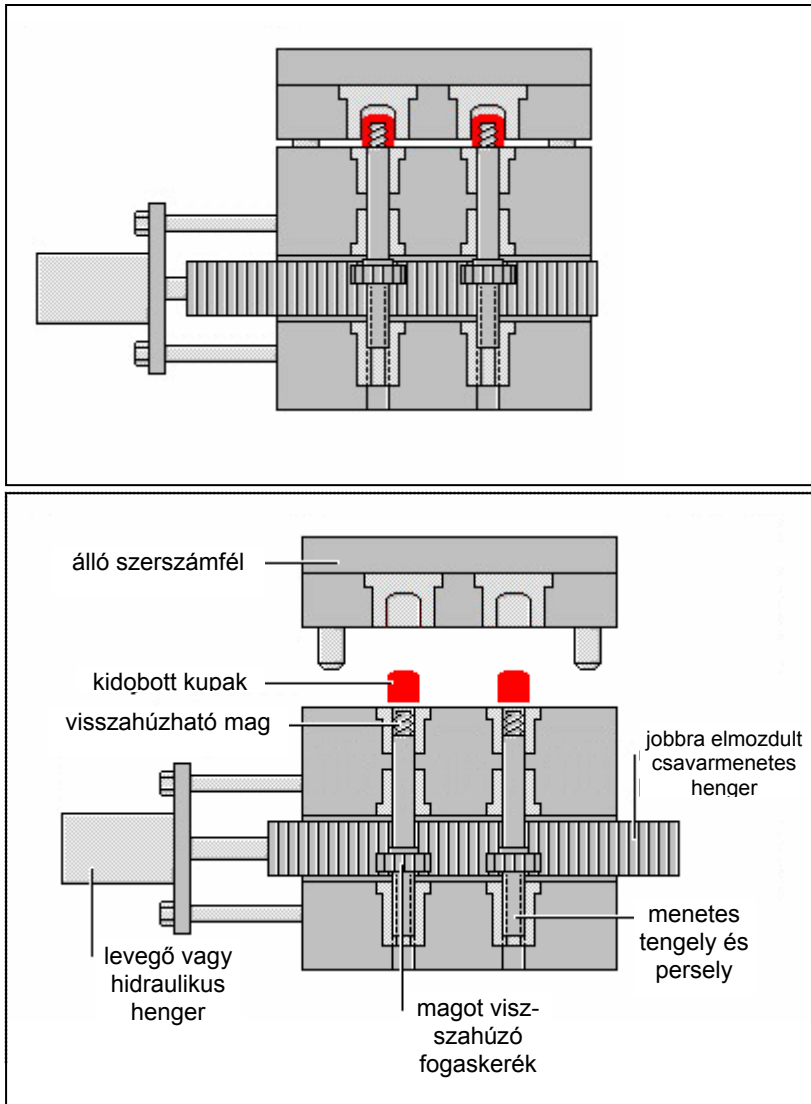 álló szerszámfél
kidobott kupak
visszahúzható mag
jobbra elmozdult
csavarmenetes
henger
levegő vagy
hidraulikus
henger
magot visz-
szahúzó
fogaskerék
menetes
tengely és
persely